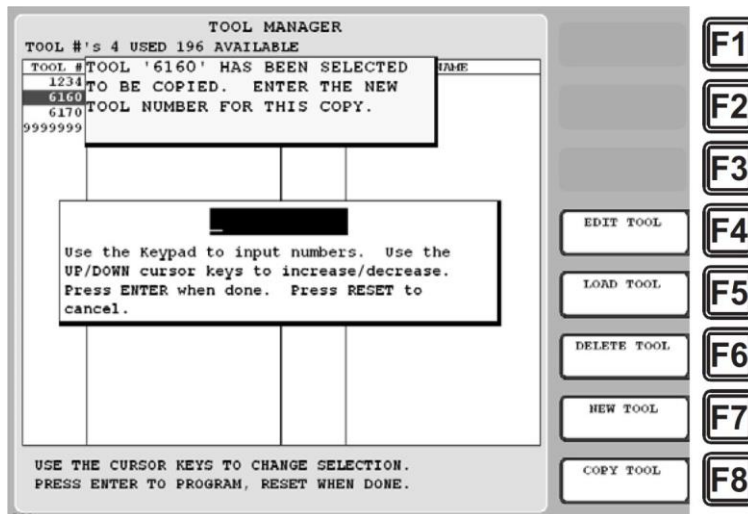 TOOL MANAGER
TOOL #'s 4 USED 196 AVAILABLE
TOOL #
NAME
TOOL '6160' HAS BEEN SELECTED
TO BE COPIED. ENTER THE NEW
TOOL NUMBER FOR THIS COPY.
1234
6160
6170
9999999
Use the Keypad to input numbers. Use the
UP/DOWN cursor keys to increase/decrease.
Press ENTER when done. Press RESET to
cancel.
USE THE CURSOR KEYS TO CHANGE SELECTION.
PRESS ENTER TO PROGRAM, RESET WHEN DONE.
F1
F2
F3
EDIT TOOL F4
LOAD TOOL F5
DELETE TOOL F6
NEW TOOL F7
COPY TOOL F8